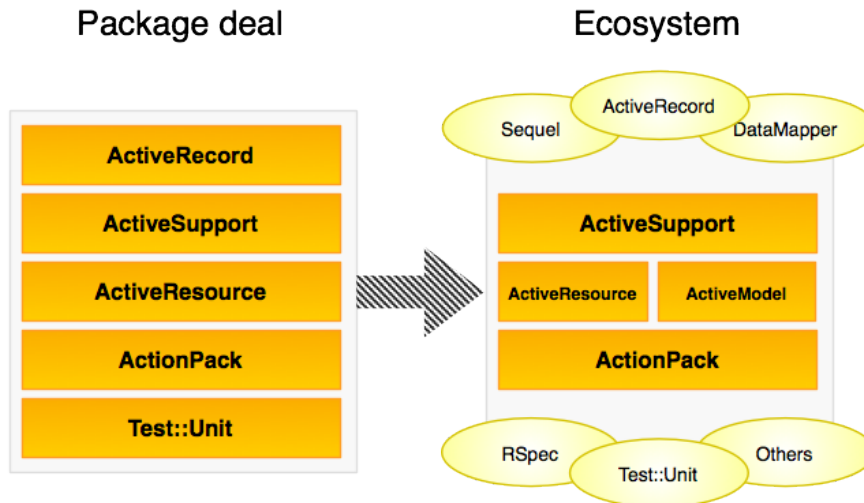 Package deal
ActiveRecord
ActiveSupport
ActiveResource
ActionPack
Test::Unit
Ecosystem
Sequel
ActiveRecord
DataMapper
ActiveSupport
ActiveResource
ActiveModel
ActionPack
RSpec
Test::Unit
Others